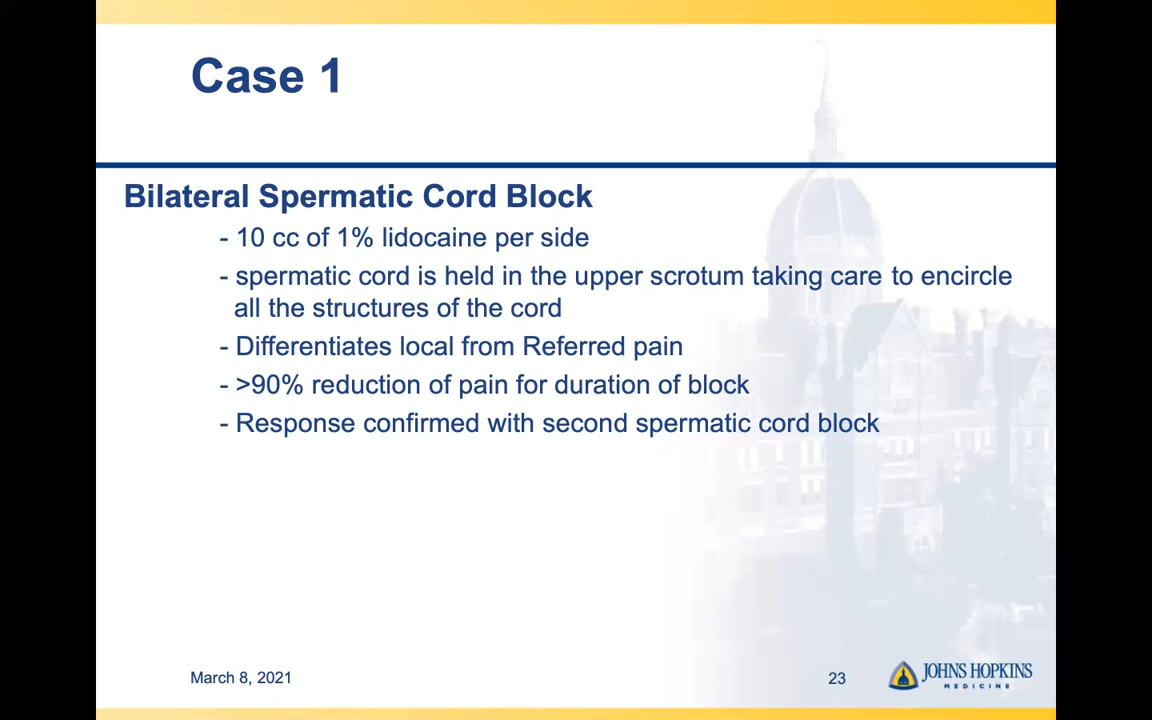 Case 1
Bilateral Spermatic Cord Block
- 10 cc of 1% lidocaine per side
- spermatic cord is held in the upper scrotum taking care to encircle
all the structures of the cord
- Differentiates local from Referred pain
- >90% reduction of pain for duration of block
- Response confirmed with second spermatic cord block
March 8, 2021
23
JOHNS HOPKINS
MEDICINE